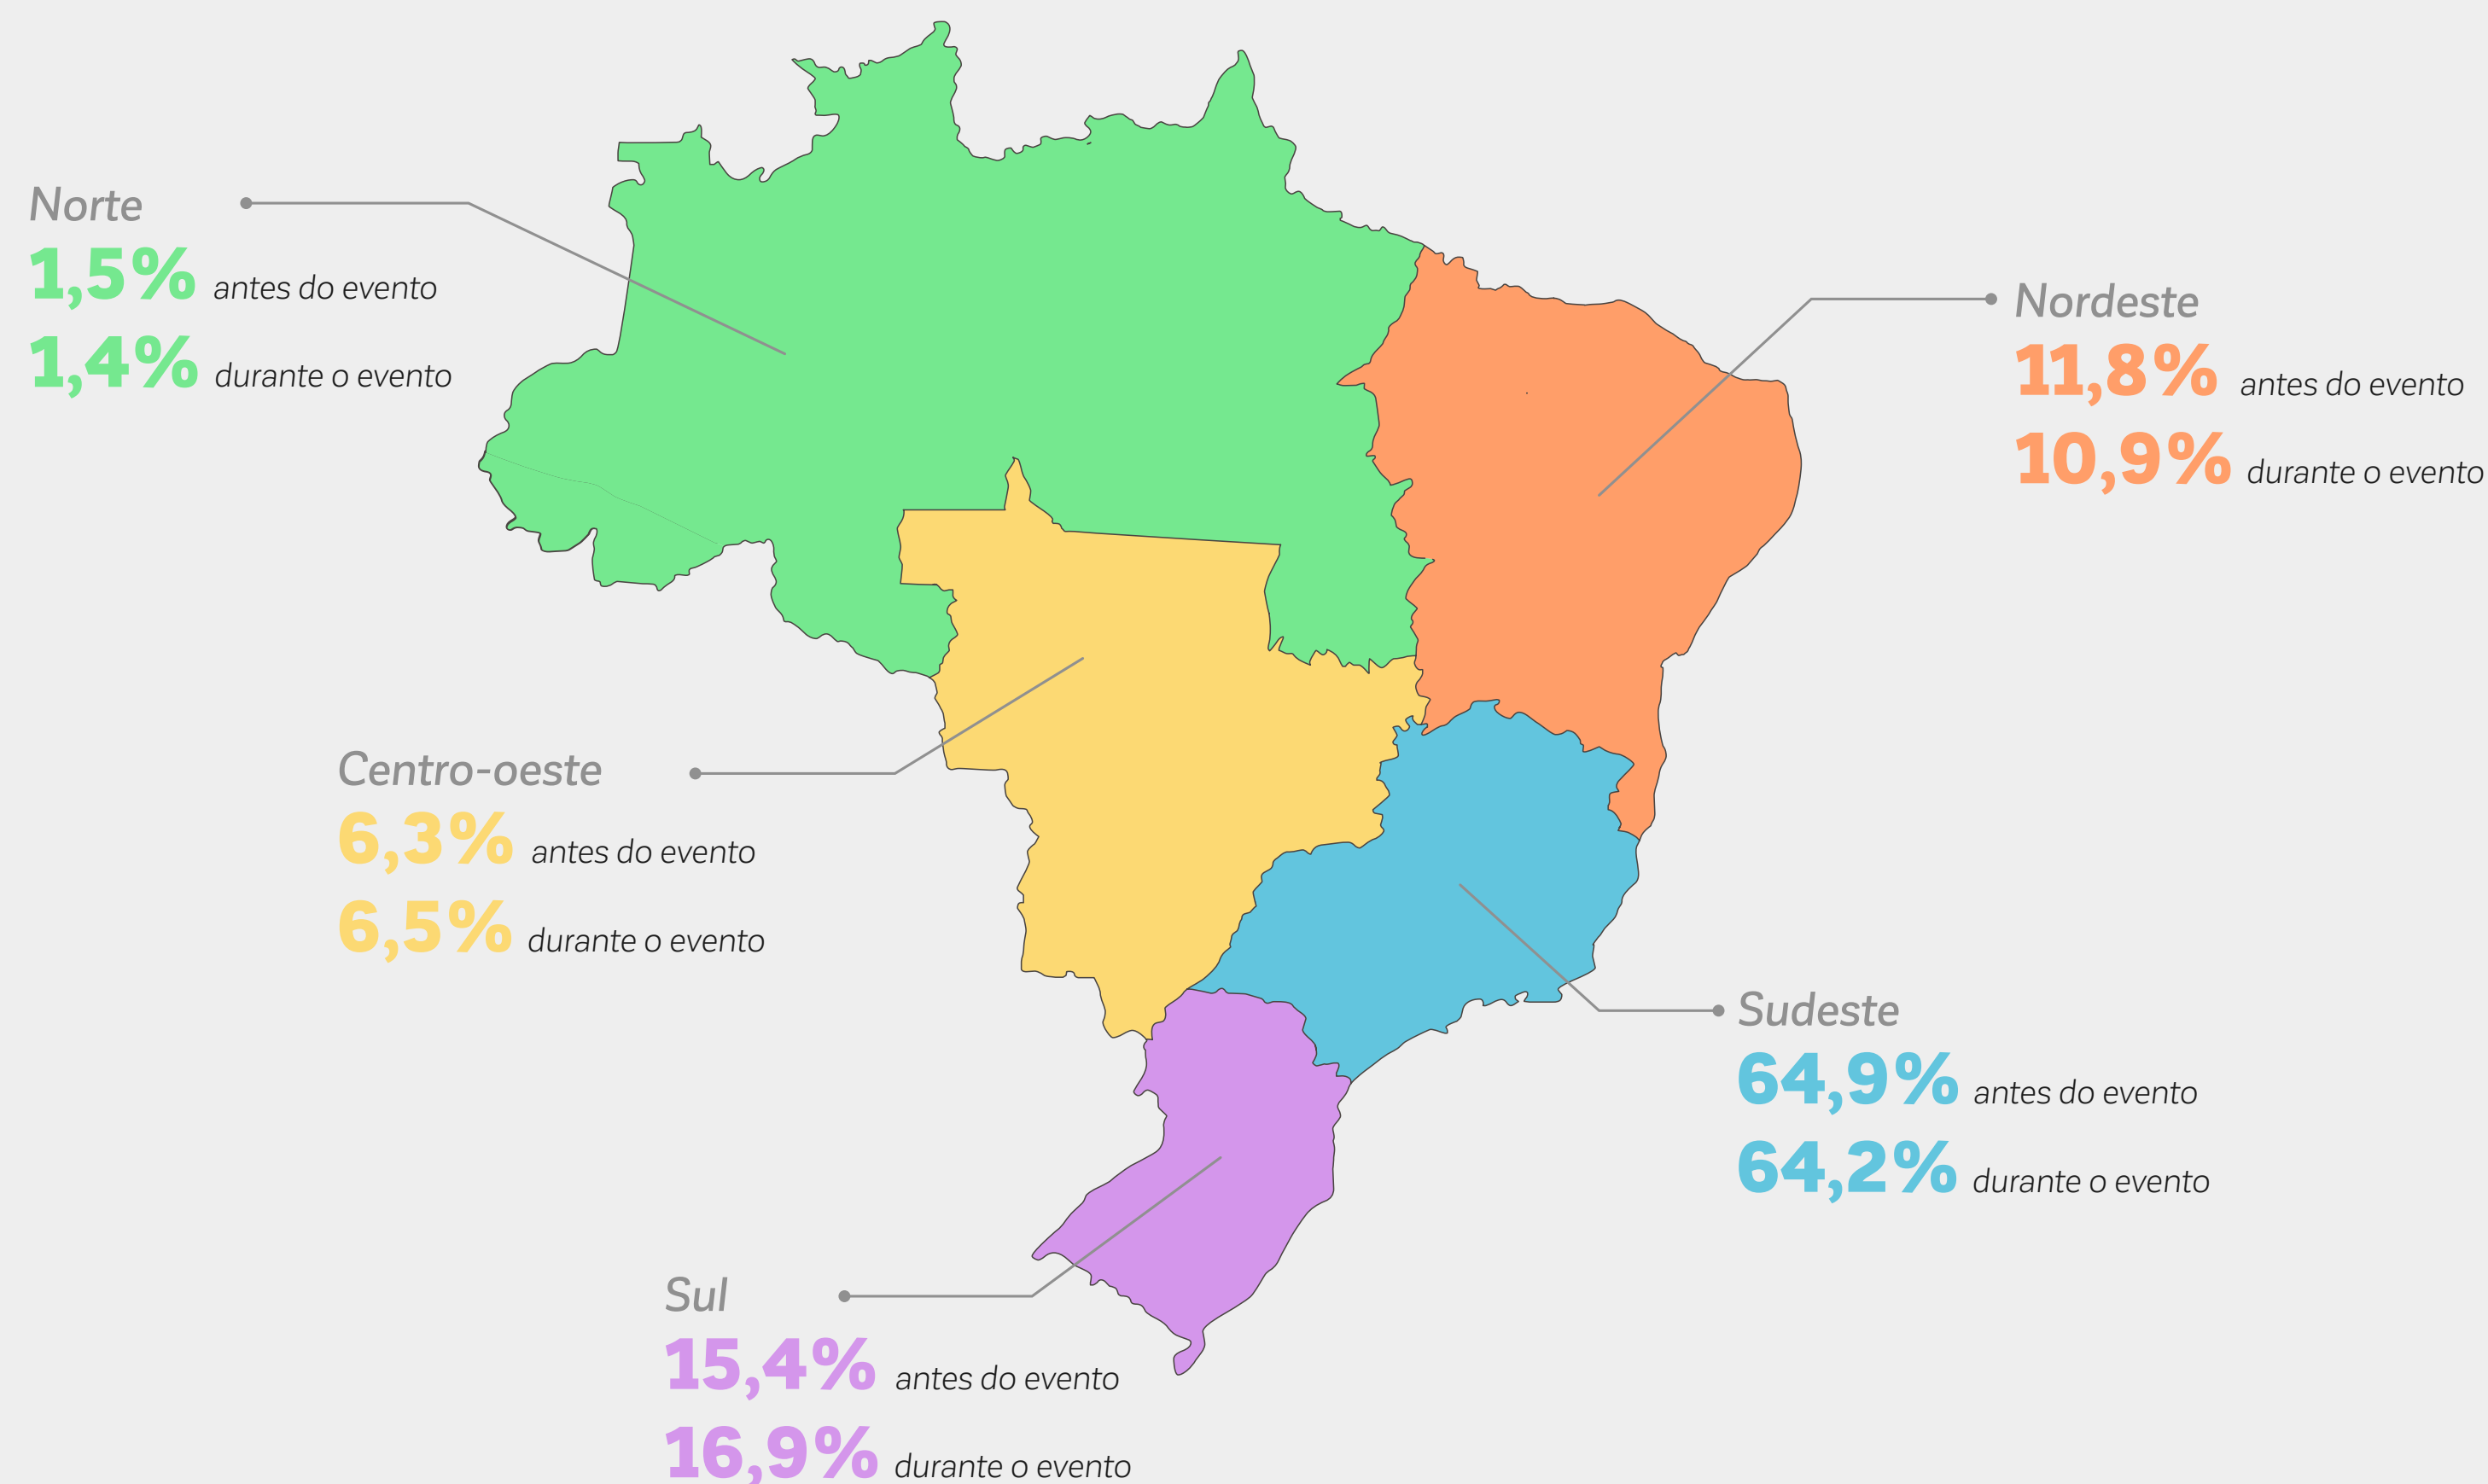 Norte
1,5% antes do evento
1,4% durante o evento
Nordeste
11,8% antes do evento
10,9% durante o evento
Centro-oeste
6,3% antes do evento
6,5% durante o evento
Sudeste
64,9% antes do evento
64,2% durante o evento
Sul
15,4% antes do evento
16,9% durante o evento